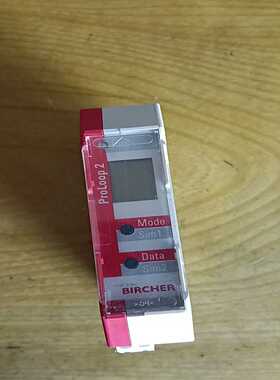 ProLoop 2
Mode
Sim1
Data
Sim2
BIRCHER